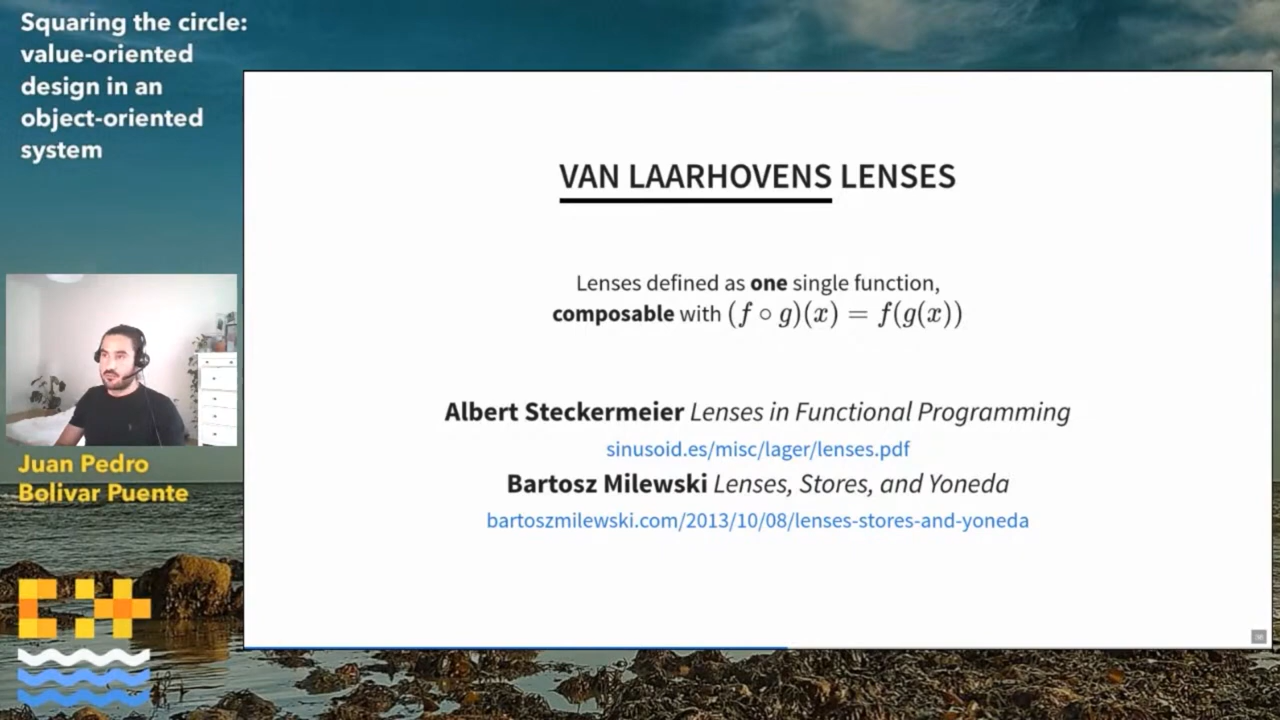 Squaring the circle:
value-oriented
design in an
object-oriented
system
VAN LAARHOVENS LENSES
Lenses defined as one single function,
composable with (f ∘ g)(x) = f(g(x))
Albert Steckermeier Lenses in Functional Programming
sinusoid.es/misc/lager/lenses.pdf
Bartosz Milewski Lenses, Stores, and Yoneda
bartoszmilewski.com/2013/10/08/lenses-stores-and-yoneda
Juan Pedro
Bolivar Puente
C++